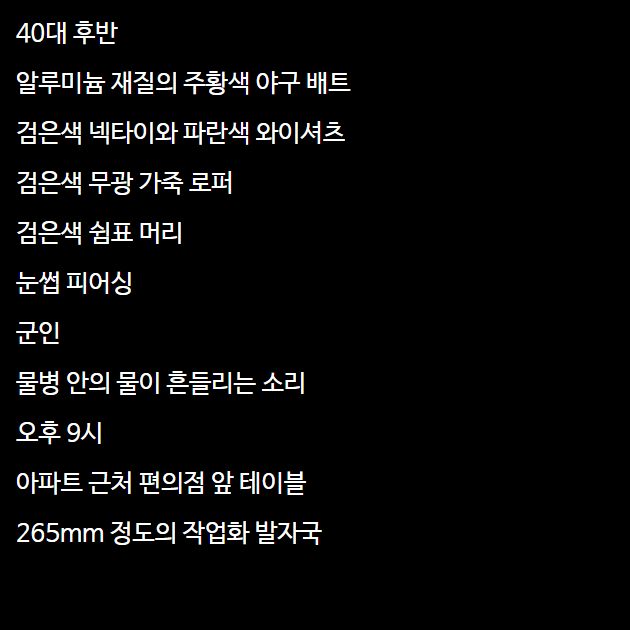 40대 후반
알루미늄 재질의 주황색 야구 배트
검은색 넥타이와 파란색 와이셔츠
검은색 무광 가죽 로퍼
검은색 쉼표 머리
눈썹 피어싱
군인
물병 안의 물이 흔들리는 소리
오후 9시
아파트 근처 편의점 앞 테이블
265mm 정도의 작업화 발자국